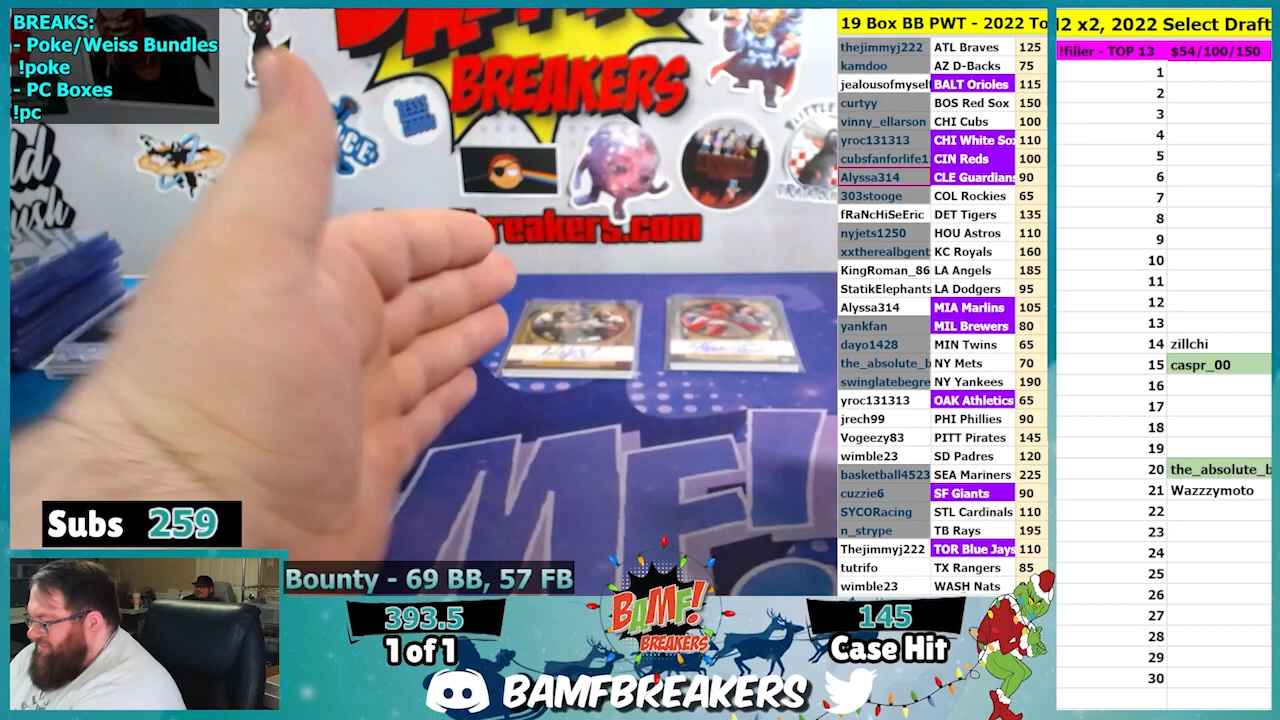 BREAKS:
- Poke/Weiss Bundles
!poke
- PC Boxes
!pc
BREAKERS
breakers.com
19 Box BB PWT - 2022 To
thejimmyj222 ATL Braves 125
kamdoo AZ D-Backs 75
jealousofmysel BALT Orioles 115
curtyy BOS Red Sox 150
vinny_ellarson CHI Cubs 100
yroc131313 CHI White Sox 110
cubsfanforlife1 CIN Reds 100
Alyssa314 CLE Guardians 90
303stooge COL Rockies 65
fRaNcHiSeEric DET Tigers 135
nyjets1250 HOU Astros 110
xxtherealbgent KC Royals 160
KingRoman_86 LA Angels 185
StatikElephants LA Dodgers 95
Alyssa314 MIA Marlins 105
yankfan MIL Brewers 80
dayo1428 MIN Twins 65
the_absolute_b NY Mets 70
swinglatebegre NY Yankees 190
yroc131313 OAK Athletics 65
jrech99 PHI Phillies 90
Vogeezy83 PITT Pirates 145
wimble23 SD Padres 120
basketball4523 SEA Mariners 225
cuzzie6 SF Giants 90
SYCORacing STL Cardinals 110
n_strype TB Rays 195
Thejimmyj222 TOR Blue Jays 110
tutrifo TX Rangers 85
wimble23 WASH Nats
2 x2, 2022 Select Draft
!filler - TOP 13 $54/100/150
1
2
3
4
5
6
7
8
9
10
11
12
13
14 zillchi
15 caspr_00
16
17
18
19
20 the_absolute_b
21 Wazzzymoto
22
23
24
25
26
27
28
29
30
Subs 259
Bounty - 69 BB, 57 FB
393.5
1 of 1
BAMF!
BREAKERS
145
Case Hit
BAMFBREAKERS